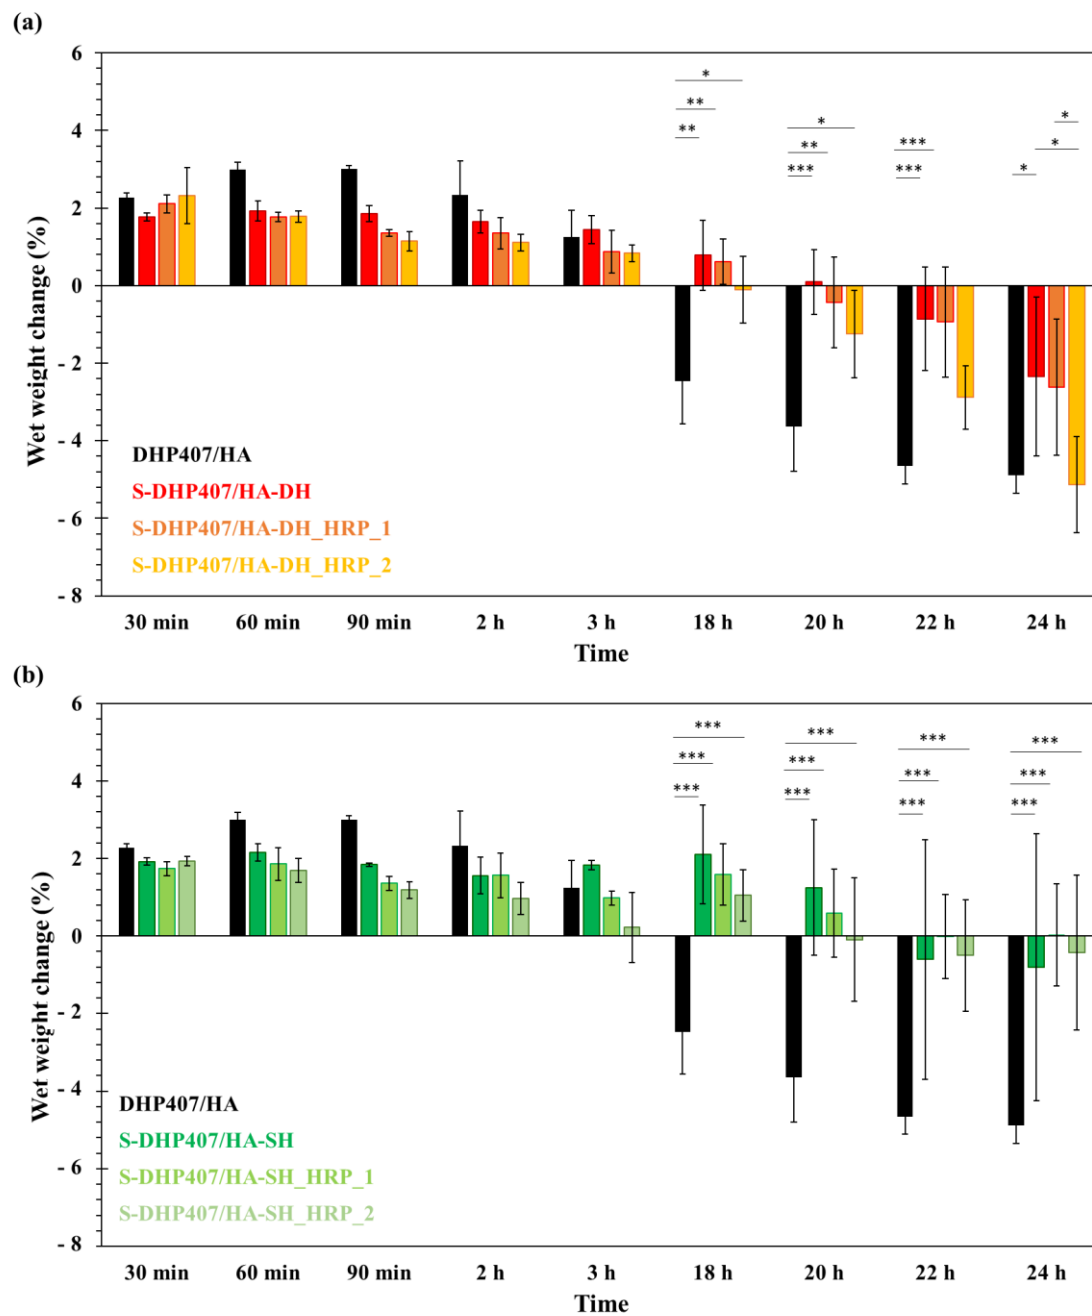 (a)
6
4
2
0
- 2
- 4
- 6
- 8
Wet weight change (%)
* ** **
* ** ***
*** ***
* * *
DHP407/HA
S-DHP407/HA-DH
S-DHP407/HA-DH_HRP_1
S-DHP407/HA-DH_HRP_2
30 min 60 min 90 min 2 h 3 h 18 h 20 h 22 h 24 h
Time
(b)
6
4
2
0
- 2
- 4
- 6
- 8
Wet weight change (%)
*** *** ***
*** *** ***
*** *** ***
*** *** ***
DHP407/HA
S-DHP407/HA-SH
S-DHP407/HA-SH_HRP_1
S-DHP407/HA-SH_HRP_2
30 min 60 min 90 min 2 h 3 h 18 h 20 h 22 h 24 h
Time